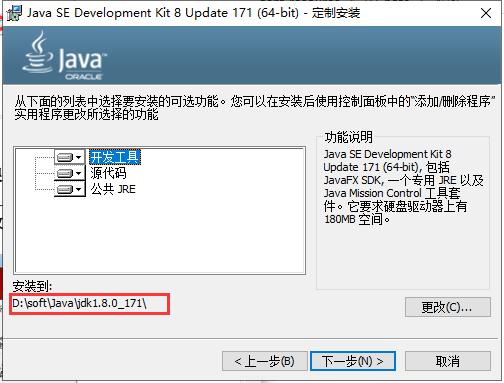 Java SE Development Kit 8 Update 171 (64-bit) - 定制安装
Java
ORACLE
从下面的列表中选择要安装的可选功能。您可以在安装后使用控制面板中的“添加/删除程序”
实用程序更改所选择的功能
开发工具
源代码
公共 JRE
功能说明
Java SE Development Kit 8
Update 171 (64-bit), 包括
JavaFX SDK, 一个专用 JRE 以及
Java Mission Control 工具套
件。它要求硬盘驱动器上有
180MB 空间。
安装到:
D:\soft\Java\jdk1.8.0_171\
更改(C)...
< 上一步(B)
下一步(N) >
取消